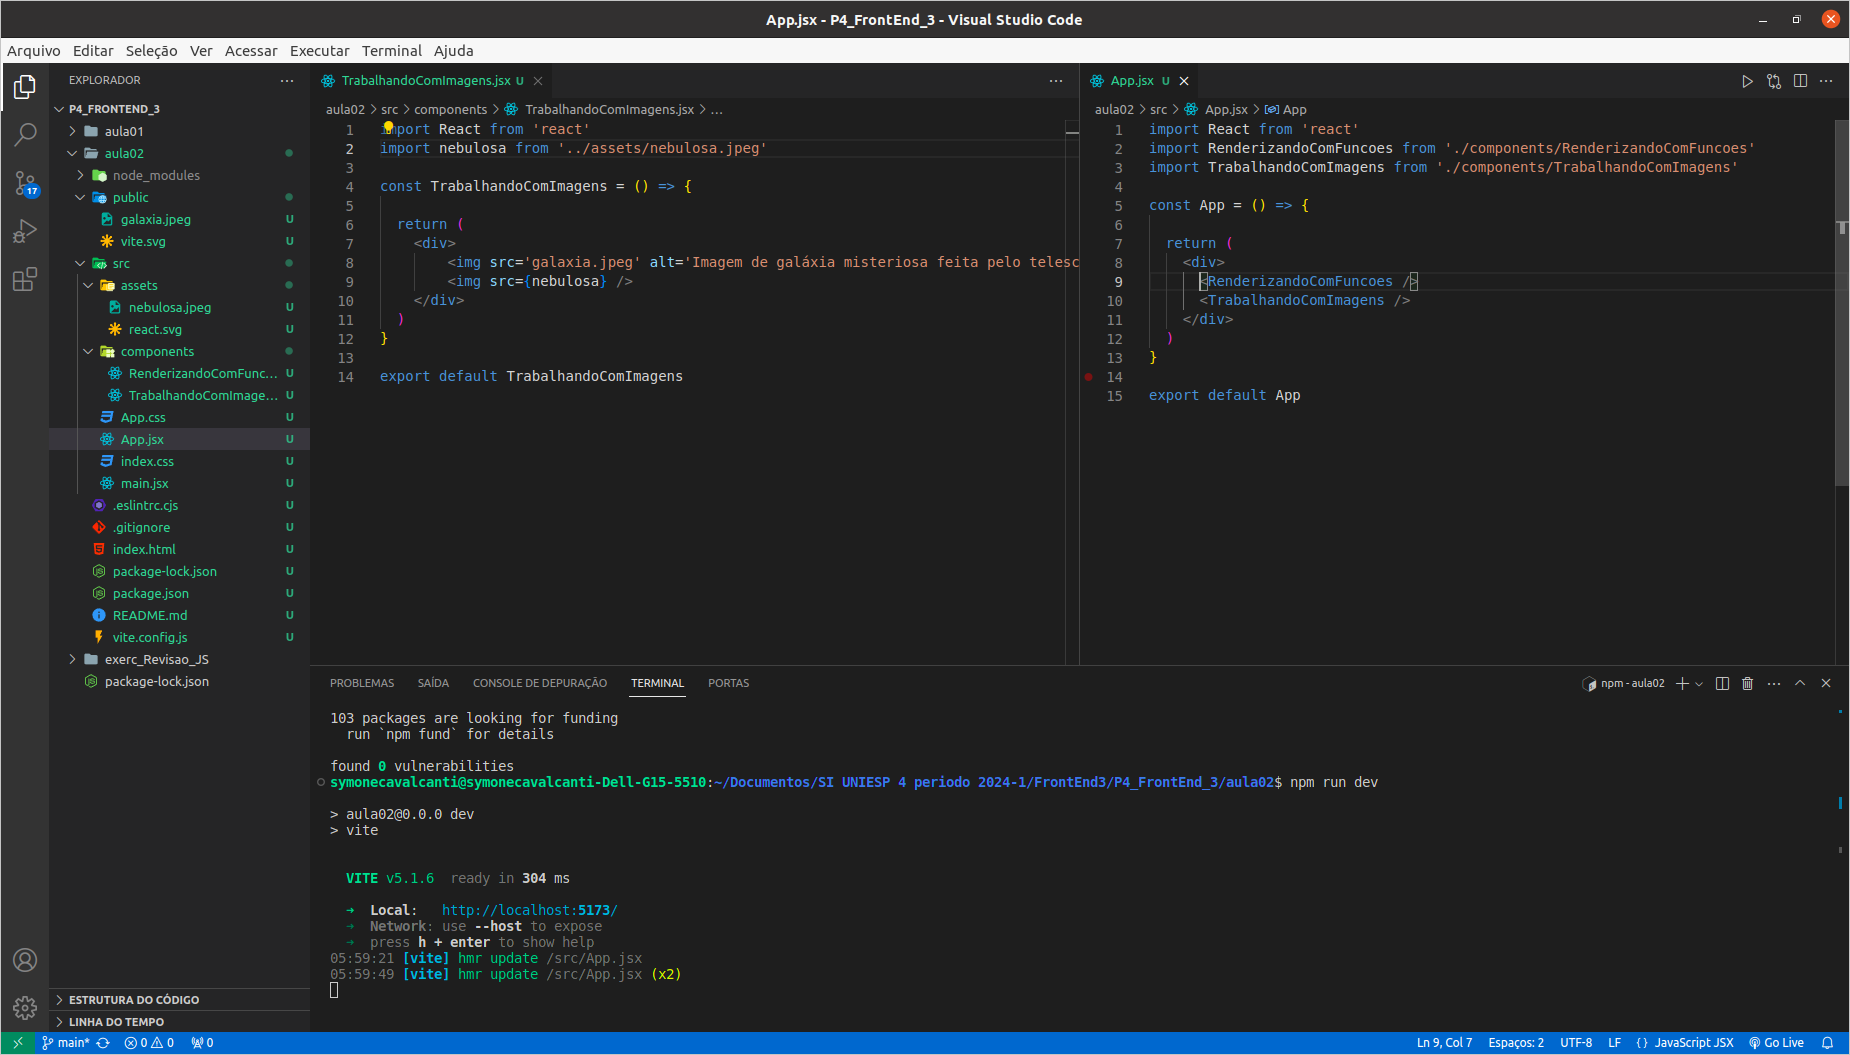 App.jsx - P4_FrontEnd_3 - Visual Studio Code
Arquivo Editar Seleção Ver Acessar Executar Terminal Ajuda
EXPLORADOR
P4_FRONTEND_3
aula01
aula02
node_modules
public
galaxia.jpeg U
vite.svg U
src
assets
nebulosa.jpeg U
react.svg U
components
RenderizandoComFunc... U
TrabalhandoComImage... U
App.css U
App.jsx U
index.css U
main.jsx U
.eslintrc.cjs U
.gitignore U
index.html U
package-lock.json U
package.json U
README.md U
vite.config.js U
exerc_Revisao_JS
package-lock.json
ESTRUTURA DO CÓDIGO
LINHA DO TEMPO
17
TrabalhandoComImagens.jsx U
aula02 > src > components > TrabalhandoComImagens.jsx > ...
1 import React from 'react'
2 import nebulosa from '../assets/nebulosa.jpeg'
3
4 const TrabalhandoComImagens = () => {
5
6 return (
7 <div>
8 <img src='galaxia.jpeg' alt='Imagem de galáxia misteriosa feita pelo telesc
9 <img src={nebulosa} />
10 </div>
11 )
12 }
13
14 export default TrabalhandoComImagens
App.jsx U
aula02 > src > App.jsx > App
1 import React from 'react'
2 import RenderizandoComFuncoes from './components/RenderizandoComFuncoes'
3 import TrabalhandoComImagens from './components/TrabalhandoComImagens'
4
5 const App = () => {
6
7 return (
8 <div>
9 <RenderizandoComFuncoes />
10 <TrabalhandoComImagens />
11 </div>
12 )
13 }
14
15 export default App
PROBLEMAS SAÍDA CONSOLE DE DEPURAÇÃO TERMINAL PORTAS
npm - aula02
103 packages are looking for funding
run `npm fund` for details
found 0 vulnerabilities
symonecavalcanti@symonecavalcanti-Dell-G15-5510:~/Documentos/SI UNIESP 4 periodo 2024-1/FrontEnd3/P4_FrontEnd_3/aula02$ npm run dev
> aula02@0.0.0 dev
> vite
VITE v5.1.6 ready in 304 ms
➜ Local: http://localhost:5173/
➜ Network: use --host to expose
➜ press h + enter to show help
05:59:21 [vite] hmr update /src/App.jsx
05:59:49 [vite] hmr update /src/App.jsx (x2)
main* 0 0 0
Ln 9, Col 7 Espaços: 2 UTF-8 LF {} JavaScript JSX Go Live